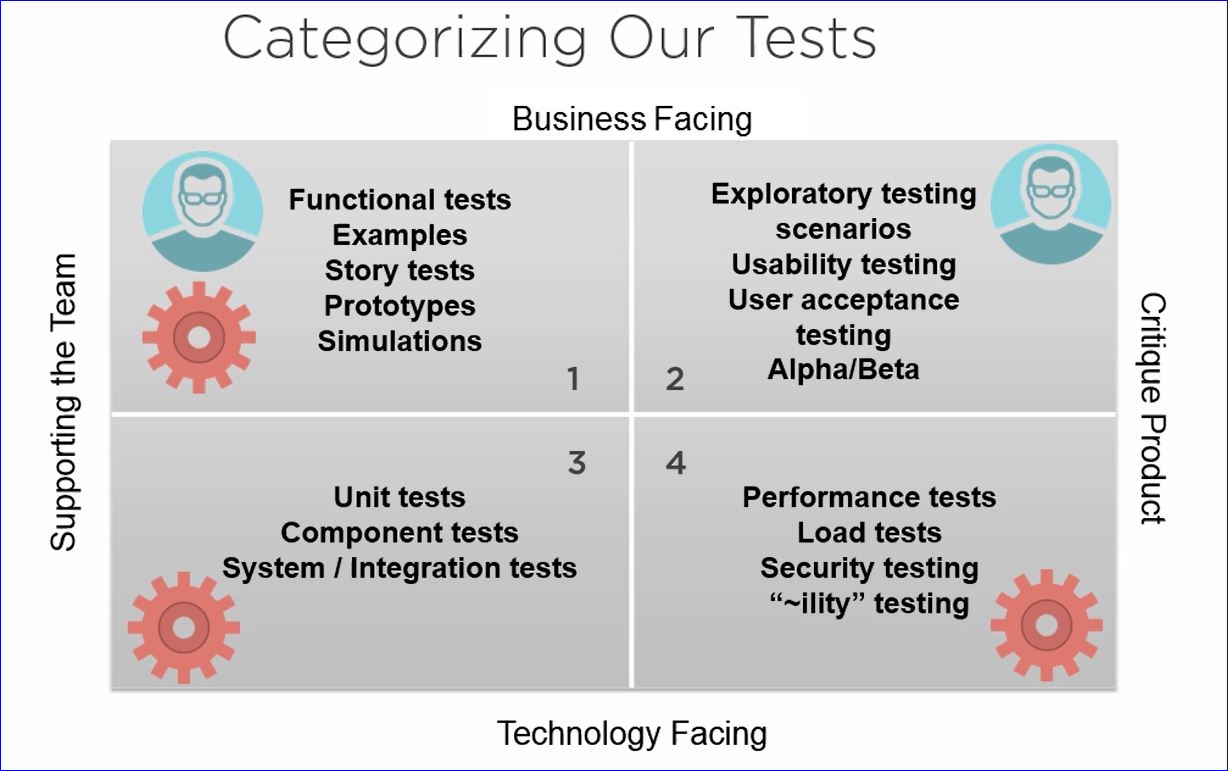 Categorizing Our Tests
Business Facing
Supporting the Team
Functional tests
Examples
Story tests
Prototypes
Simulations
1
Exploratory testing
scenarios
Usability testing
User acceptance
testing
Alpha/Beta
2
Critique Product
3
Unit tests
Component tests
System / Integration tests
4
Performance tests
Load tests
Security testing
“~ility” testing
Technology Facing